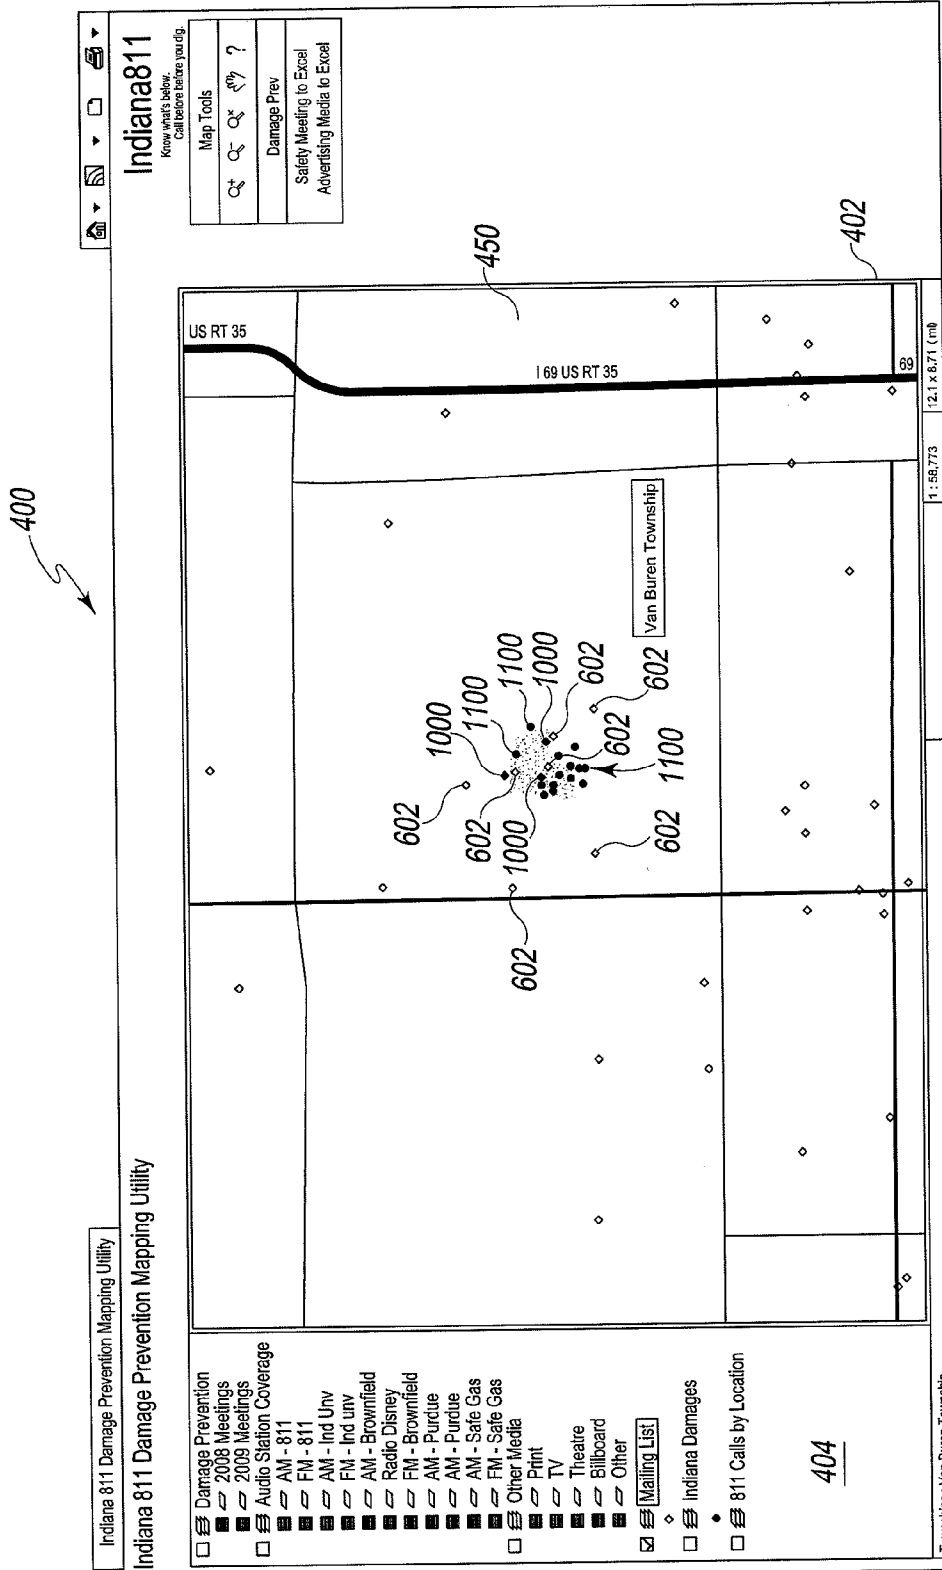 400
Indiana 811 Damage Prevention Mapping Utility
Indiana 811 Damage Prevention Mapping Utility
Indiana811
Know what's below.
Call before before you dig.
Map Tools
?
Damage Prev
Safety Meeting to Excel
Advertising Media to Excel
Damage Prevention
2008 Meetings
2009 Meetings
Audio Station Coverage
AM - 811
FM - 811
AM - Ind Unv
FM - Ind unv
AM - Brownfield
Radio Disney
FM - Brownfield
AM - Purdue
AM - Purdue
AM - Safe Gas
FM - Safe Gas
Other Media
Print
TV
Theatre
Billboard
Other
Mailing List
Indiana Damages
811 Calls by Location
404
US RT 35
450
I 69 US RT 35
69
402
1000
1100
1100
1000
602
602
602
602
1000
602
602
1100
602
Van Buren Township
1 : 58,773
12.1 x 8.71 (mi)